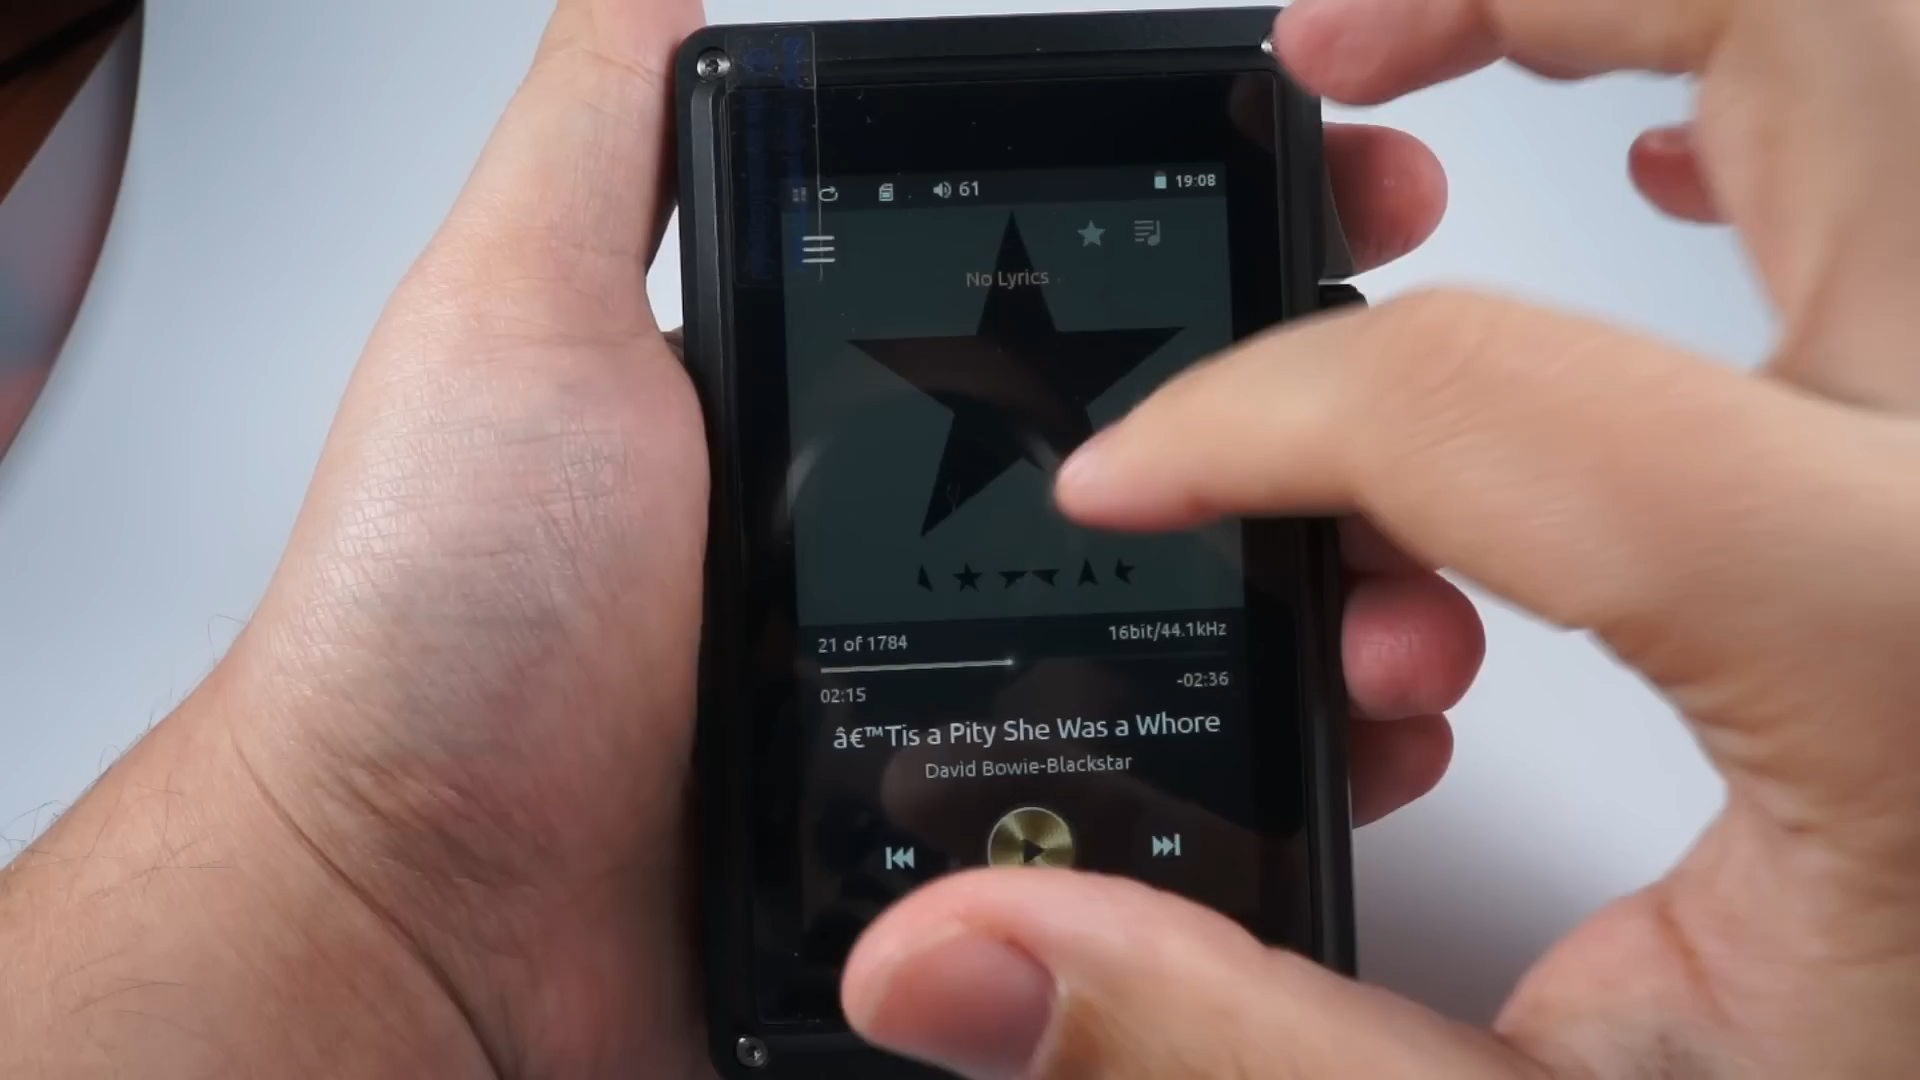 61
19:08
No Lyrics
21 of 1784
16bit/44.1kHz
02:15
-02:36
â€™Tis a Pity She Was a Whore
David Bowie-Blackstar